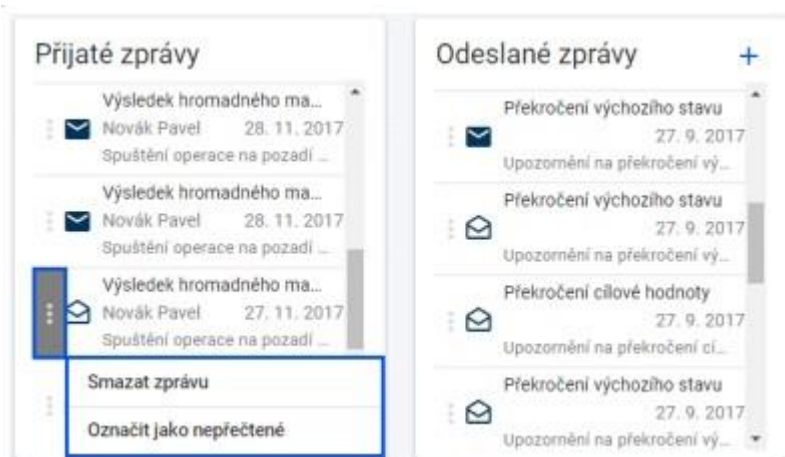 Přijaté zprávy
Výsledek hromadného ma...
Novák Pavel 28. 11. 2017
Spuštění operace na pozadí ...
Výsledek hromadného ma...
Novák Pavel 28. 11. 2017
Spuštění operace na pozadí ...
Výsledek hromadného ma...
Novák Pavel 27. 11. 2017
Spuštění operace na pozadí ...
Smazat zprávu
Označit jako nepřečtené
Odeslané zprávy +
Překročení výchozího stavu
27. 9. 2017
Upozornění na překročení vý...
Překročení výchozího stavu
27. 9. 2017
Upozornění na překročení vý...
Překročení cílové hodnoty
27. 9. 2017
Upozornění na překročení cí...
Překročení výchozího stavu
27. 9. 2017
Upozornění na překročení vý...